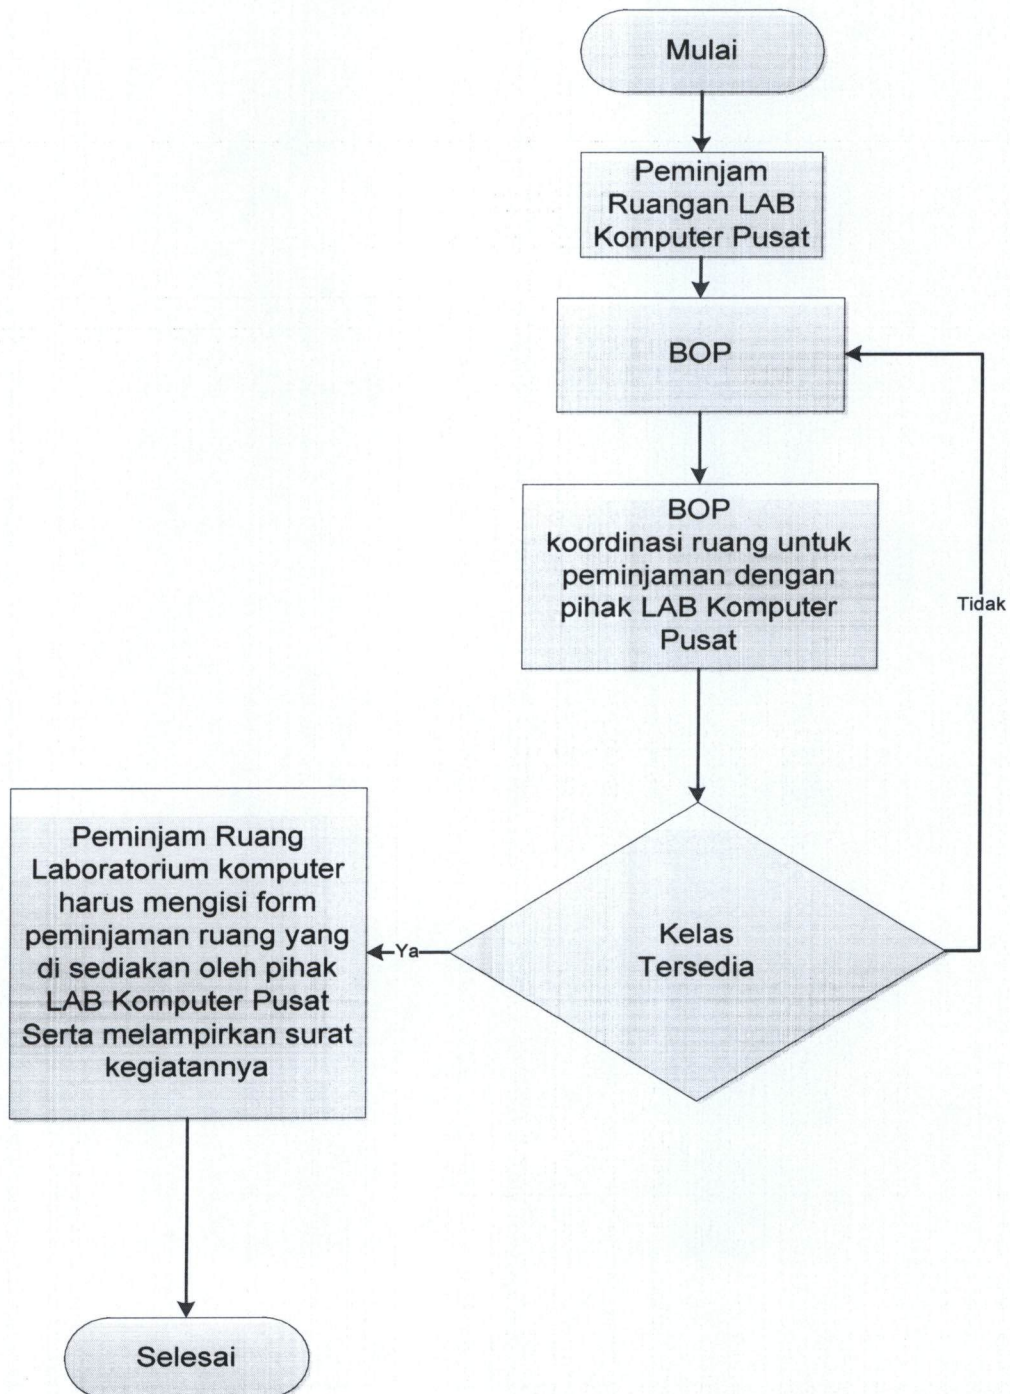 Mulai
Peminjam
Ruangan LAB
Komputer Pusat
BOP
BOP
koordinasi ruang untuk
peminjaman dengan
pihak LAB Komputer
Pusat
Tidak
Kelas
Tersedia
Ya
Peminjam Ruang
Laboratorium komputer
harus mengisi form
peminjaman ruang yang
di sediakan oleh pihak
LAB Komputer Pusat
Serta melampirkan surat
kegiatannya
Selesai